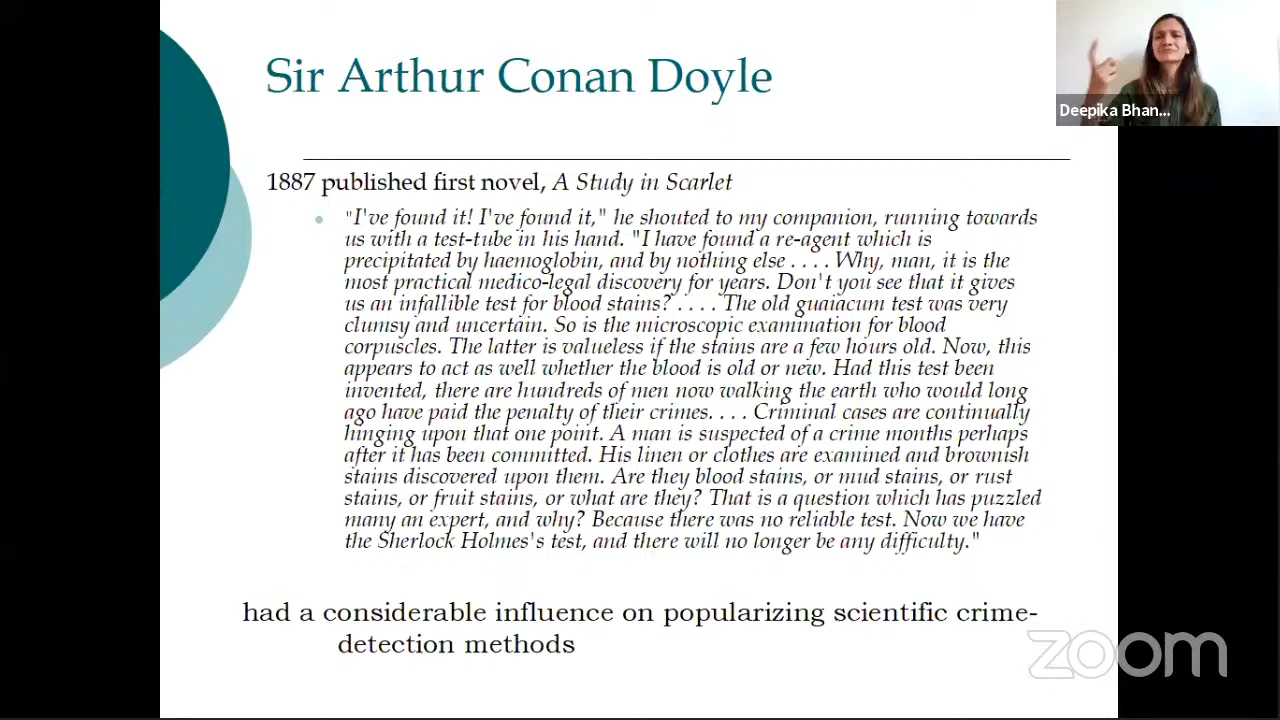 Sir Arthur Conan Doyle
Deepika Bhan...
1887 published first novel, A Study in Scarlet
"I've found it! I've found it," he shouted to my companion, running towards
us with a test-tube in his hand. "I have found a re-agent which is
precipitated by haemoglobin, and by nothing else . . . . Why, man, it is the
most practical medico-legal discovery for years. Don't you see that it gives
us an infallible test for blood stains? . . . . The old guaiacum test was very
clumsy and uncertain. So is the microscopic examination for blood
corpuscles. The latter is valueless if the stains are a few hours old. Now, this
appears to act as well whether the blood is old or new. Had this test been
invented, there are hundreds of men now walking the earth who would long
ago have paid the penalty of their crimes. . . . Criminal cases are continually
hinging upon that one point. A man is suspected of a crime months perhaps
after it has been committed. His linen or clothes are examined and brownish
stains discovered upon them. Are they blood stains, or mud stains, or rust
stains, or fruit stains, or what are they? That is a question which has puzzled
many an expert, and why? Because there was no reliable test. Now we have
the Sherlock Holmes's test, and there will no longer be any difficulty."
had a considerable influence on popularizing scientific crime-
detection methods
zoom